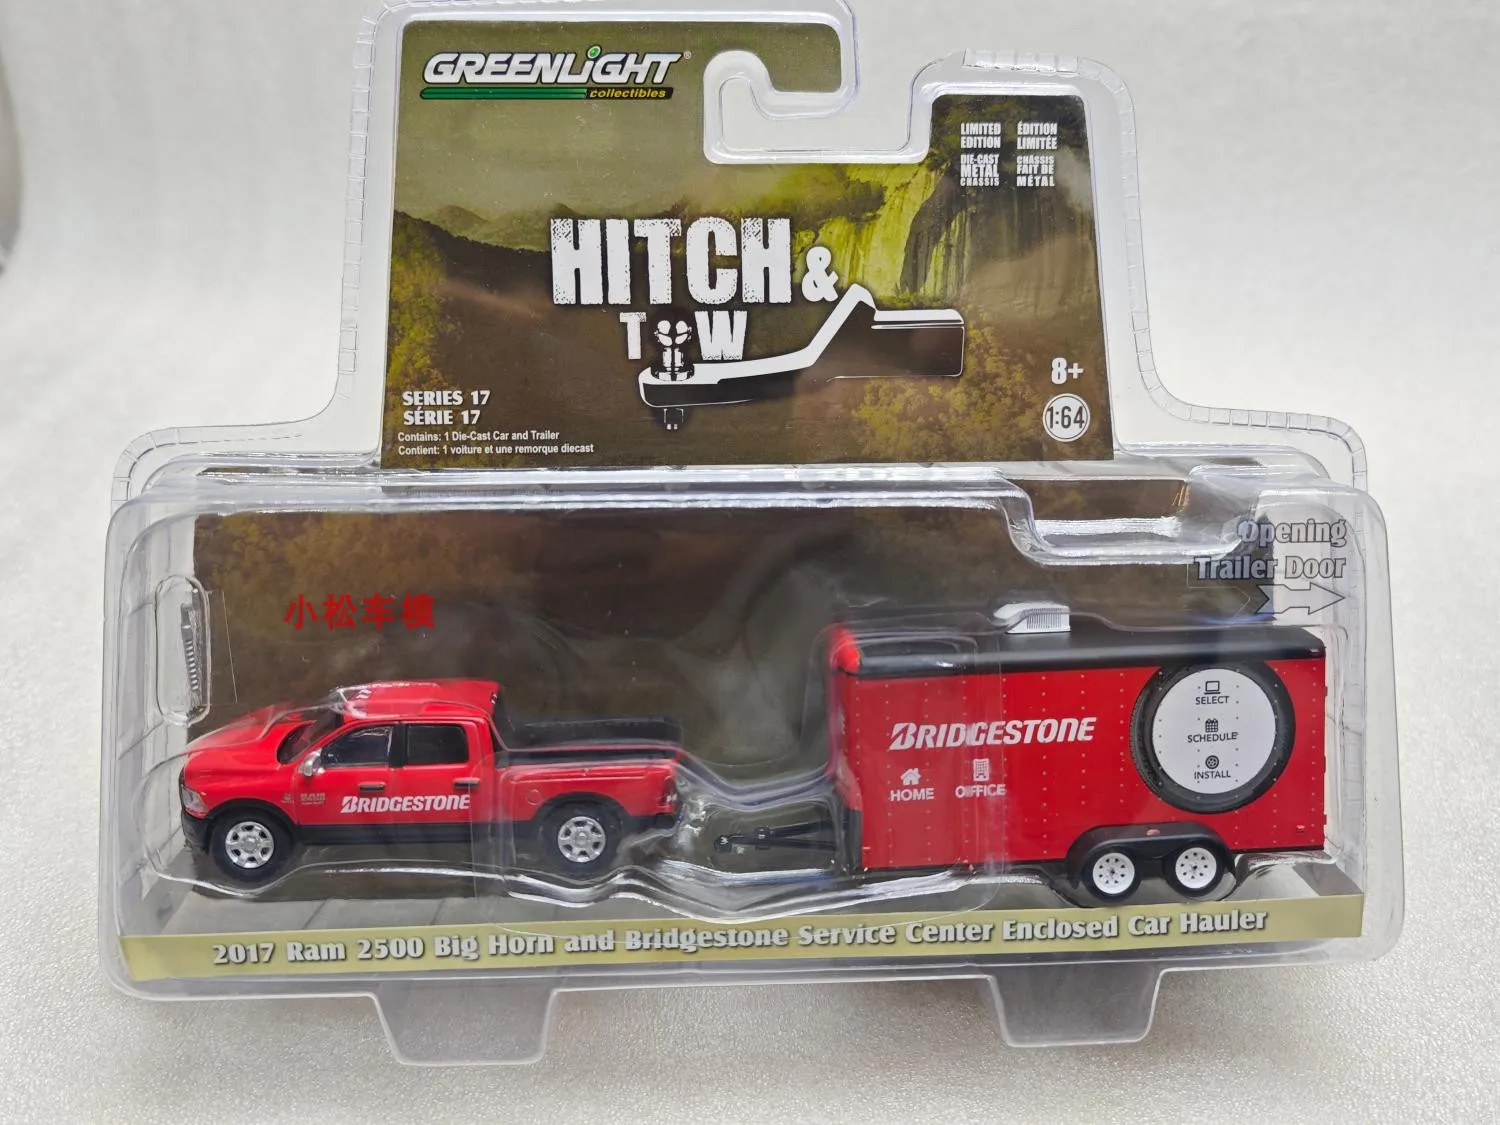 GREENLiGHT®
collectibles
LIMITED EDITION
ÉDITION LIMITÉE
DIE-CAST METAL CHASSIS
CHÂSSIS FAIT DE MÉTAL
HITCH &
TOW
8+
1:64
SERIES 17
SÉRIE 17
Contains: 1 Die-Cast Car and Trailer
Contient: 1 voiture et une remorque diecast
Opening
Trailer Door
小松车模
BRIDGESTONE
BRIDGESTONE
HOME
OFFICE
SELECT
SCHEDULE
INSTALL
2017 Ram 2500 Big Horn and Bridgestone Service Center Enclosed Car Hauler